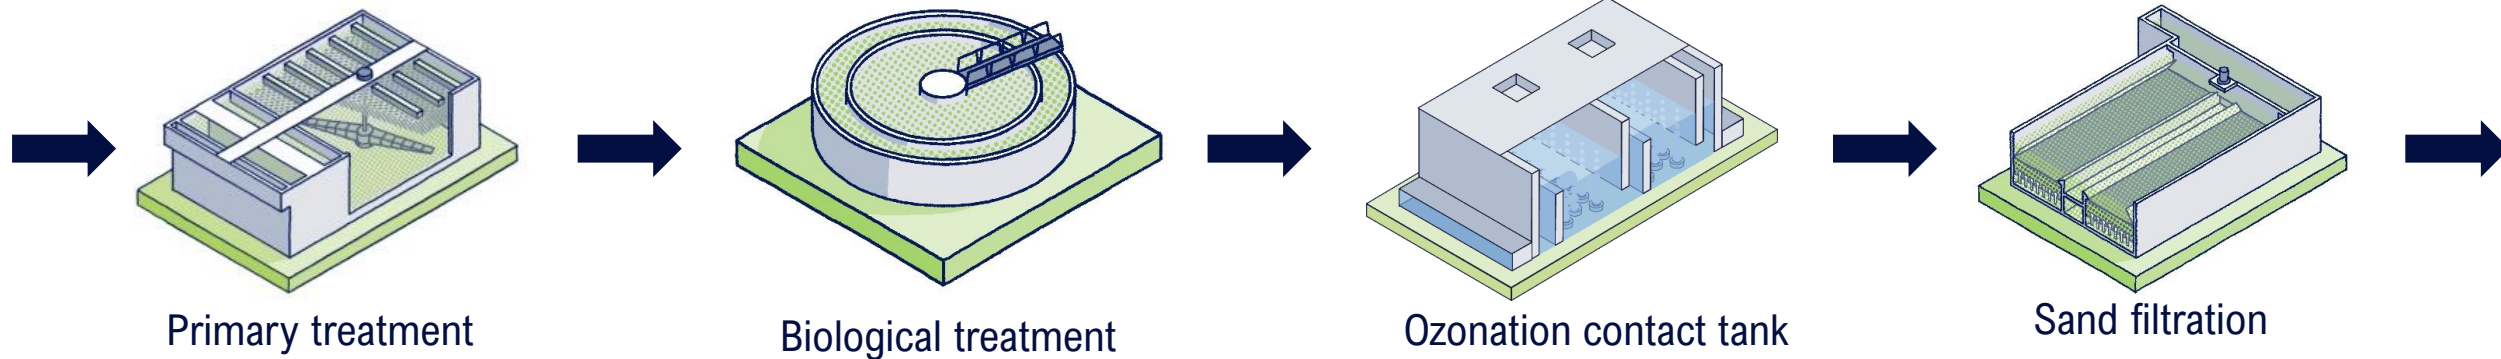 Primary treatment
Biological treatment
Ozonation contact tank
Sand filtration